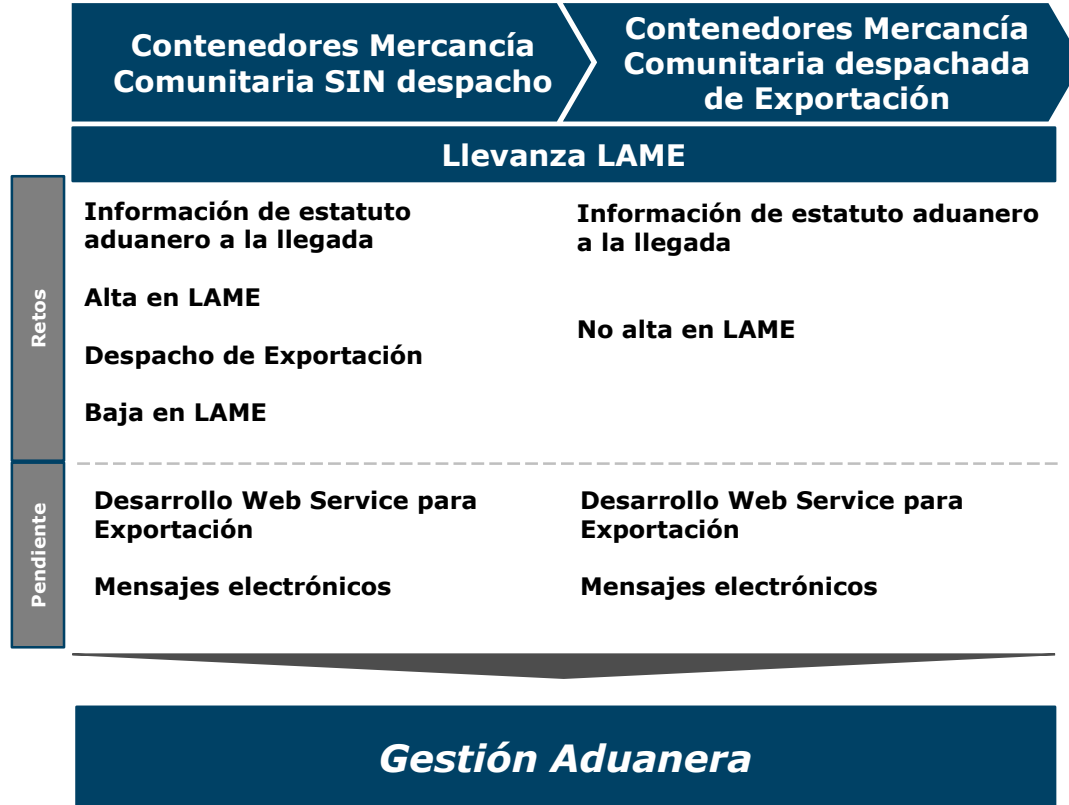 Contenedores Mercancía
Comunitaria SIN despacho
Contenedores Mercancía
Comunitaria despachada
de Exportación
Llevanza LAME
Retos
Información de estatuto
aduanero a la llegada
Alta en LAME
Despacho de Exportación
Baja en LAME
Información de estatuto aduanero
a la llegada
No alta en LAME
Pendiente
Desarrollo Web Service para
Exportación
Mensajes electrónicos
Desarrollo Web Service para
Exportación
Mensajes electrónicos
Gestión Aduanera